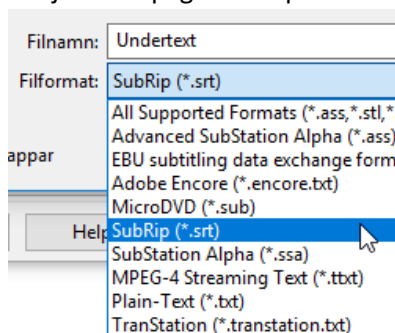 Filnamn: Undertext
Filformat: SubRip (*.srt)
All Supported Formats (*.ass,*.stl,*
Advanced SubStation Alpha (*.ass)
appar
EBU subtitling data exchange form
Adobe Encore (*.encore.txt)
MicroDVD (*.sub)
Help
SubRip (*.srt)
SubStation Alpha (*.ssa)
MPEG-4 Streaming Text (*.ttxt)
Plain-Text (*.txt)
TranStation (*.transtation.txt)